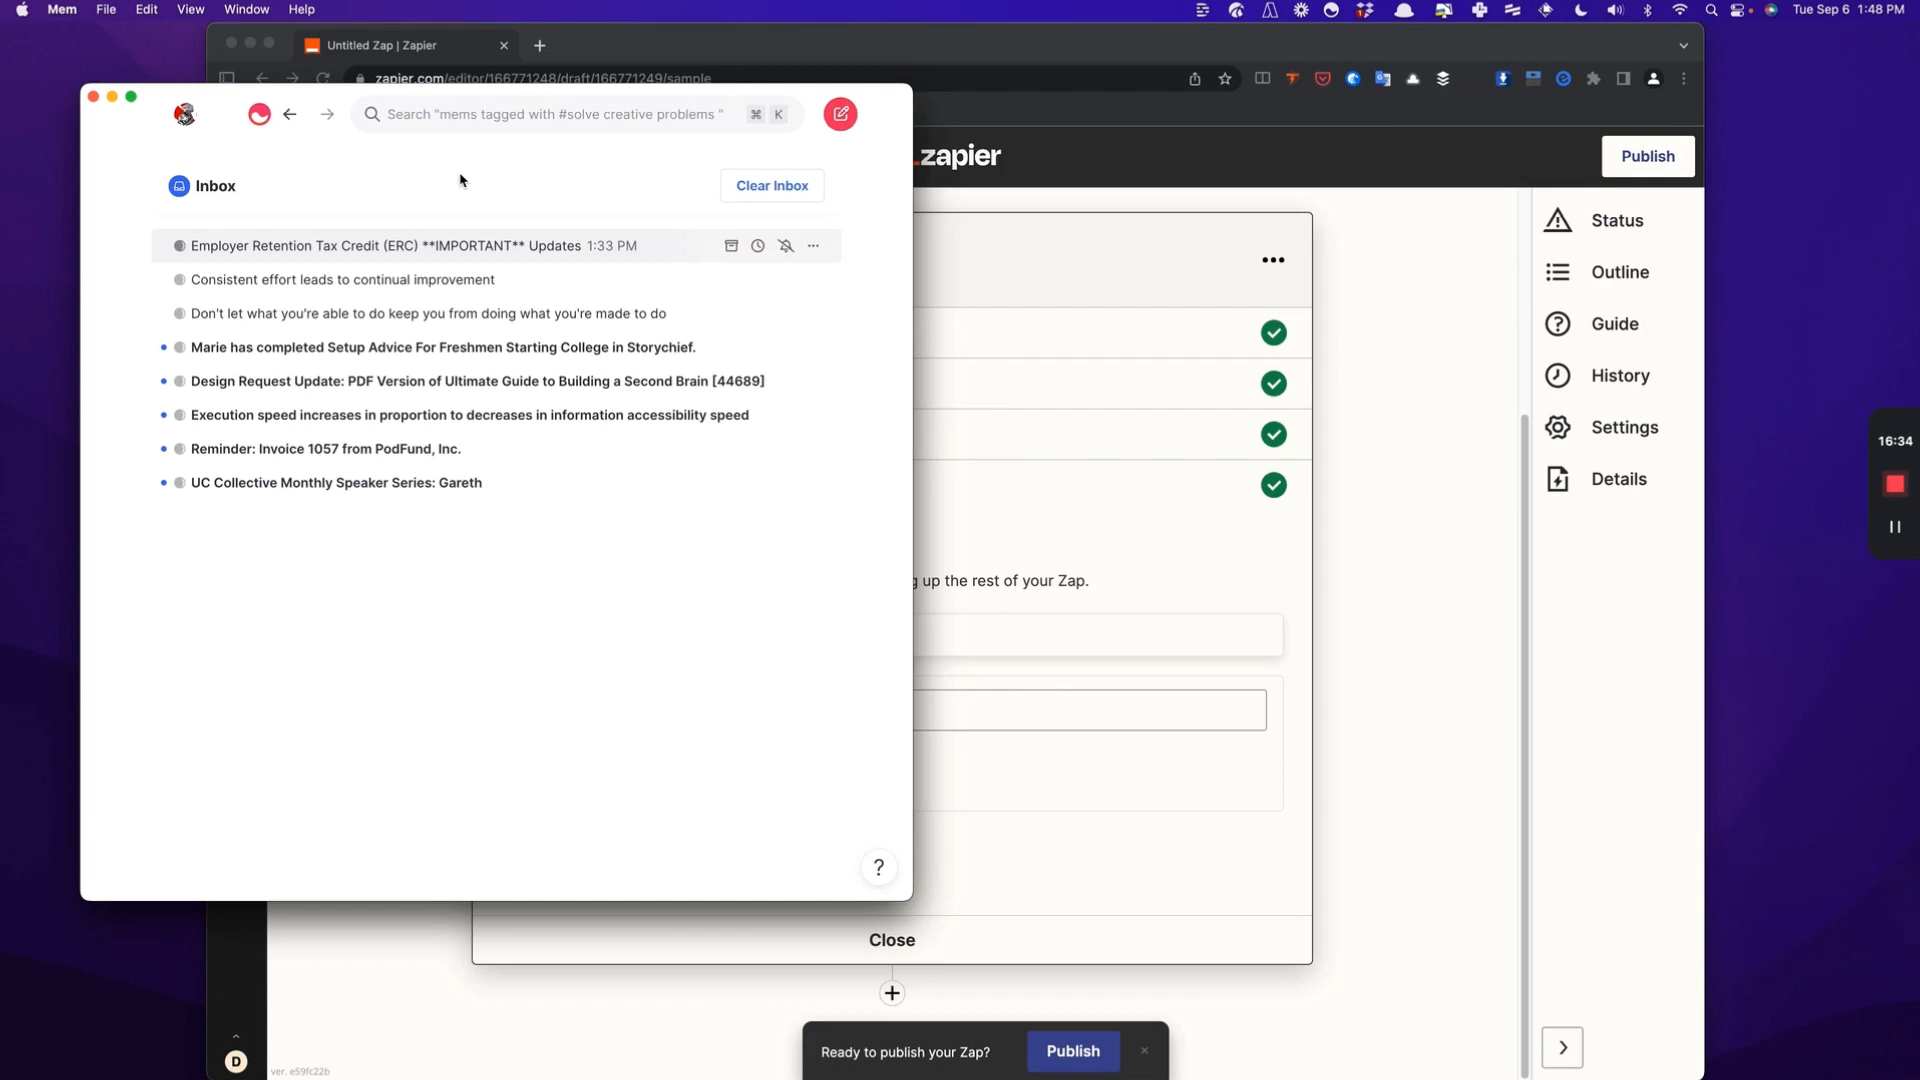 Mem File Edit View Window Help
Tue Sep 6 1:48 PM
Untitled Zap | Zapier
zapier.com/editor/166771248/draft/166771249/sample
Search "mems tagged with #solve creative problems "
⌘ K
zapier
Publish
Inbox
Clear Inbox
Employer Retention Tax Credit (ERC) **IMPORTANT** Updates 1:33 PM
Consistent effort leads to continual improvement
Don't let what you're able to do keep you from doing what you're made to do
Marie has completed Setup Advice For Freshmen Starting College in Storychief.
Design Request Update: PDF Version of Ultimate Guide to Building a Second Brain [44689]
Execution speed increases in proportion to decreases in information accessibility speed
Reminder: Invoice 1057 from PodFund, Inc.
UC Collective Monthly Speaker Series: Gareth
?
Status
Outline
Guide
History
Settings
Details
16:34
g up the rest of your Zap.
Close
Ready to publish your Zap?
Publish
D
ver. e59fc22b